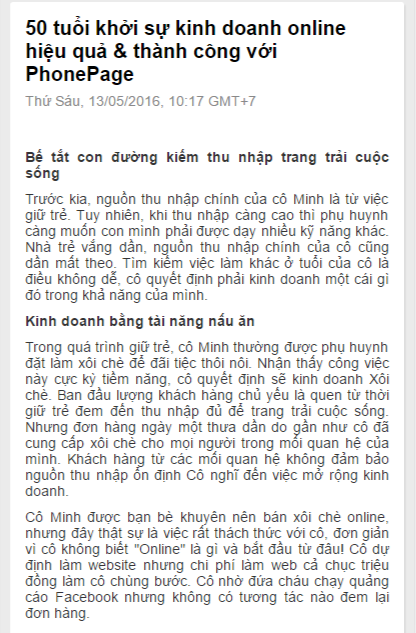 50 tuổi khởi sự kinh doanh online
hiệu quả & thành công với
PhonePage
Thứ Sáu, 13/05/2016, 10:17 GMT+7
Bế tắt con đường kiếm thu nhập trang trải cuộc
sống
Trước kia, nguồn thu nhập chính của cô Minh là từ việc
giữ trẻ. Tuy nhiên, khi thu nhập càng cao thì phụ huynh
càng muốn con mình phải được dạy nhiều kỹ năng khác.
Nhà trẻ vắng dần, nguồn thu nhập chính của cô cũng
dần mất theo. Tìm kiếm việc làm khác ở tuổi của cô là
điều không dễ, cô quyết định phải kinh doanh một cái gì
đó trong khả năng của mình.
Kinh doanh bằng tài năng nấu ăn
Trong quá trình giữ trẻ, cô Minh thường được phụ huynh
đặt làm xôi chè để đãi tiệc thôi nôi. Nhận thấy công việc
này cực kỳ tiềm năng, cô quyết định sẽ kinh doanh Xôi
chè. Ban đầu lượng khách hàng chủ yếu là quen từ thời
giữ trẻ đem đến thu nhập đủ để trang trải cuộc sống.
Nhưng đơn hàng ngày một thưa dần do gần như cô đã
cung cấp xôi chè cho mọi người trong mối quan hệ của
mình. Khách hàng từ các mối quan hệ không đảm bảo
nguồn thu nhập ổn định Cô nghĩ đến việc mở rộng kinh
doanh.
Cô Minh được bạn bè khuyên nên bán xôi chè online,
nhưng đây thật sự là việc rất thách thức với cô, đơn giản
vì cô không biết "Online" là gì và bắt đầu từ đâu! Cô dự
định làm website nhưng chi phí làm web cả chục triệu
đồng làm cô chùng bước. Cô nhờ đứa cháu chạy quảng
cáo Facebook nhưng không có tương tác nào đem lại
đơn hàng.